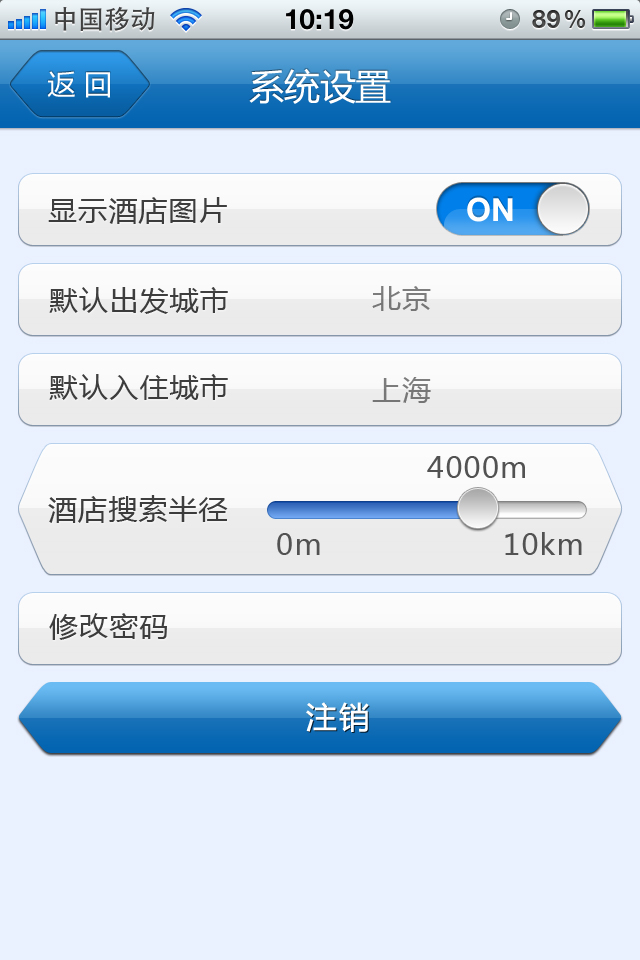 中国移动 10:19 89%
返回 系统设置
显示酒店图片 ON
默认出发城市 北京
默认入住城市 上海
4000m
酒店搜索半径
0m 10km
修改密码
注销